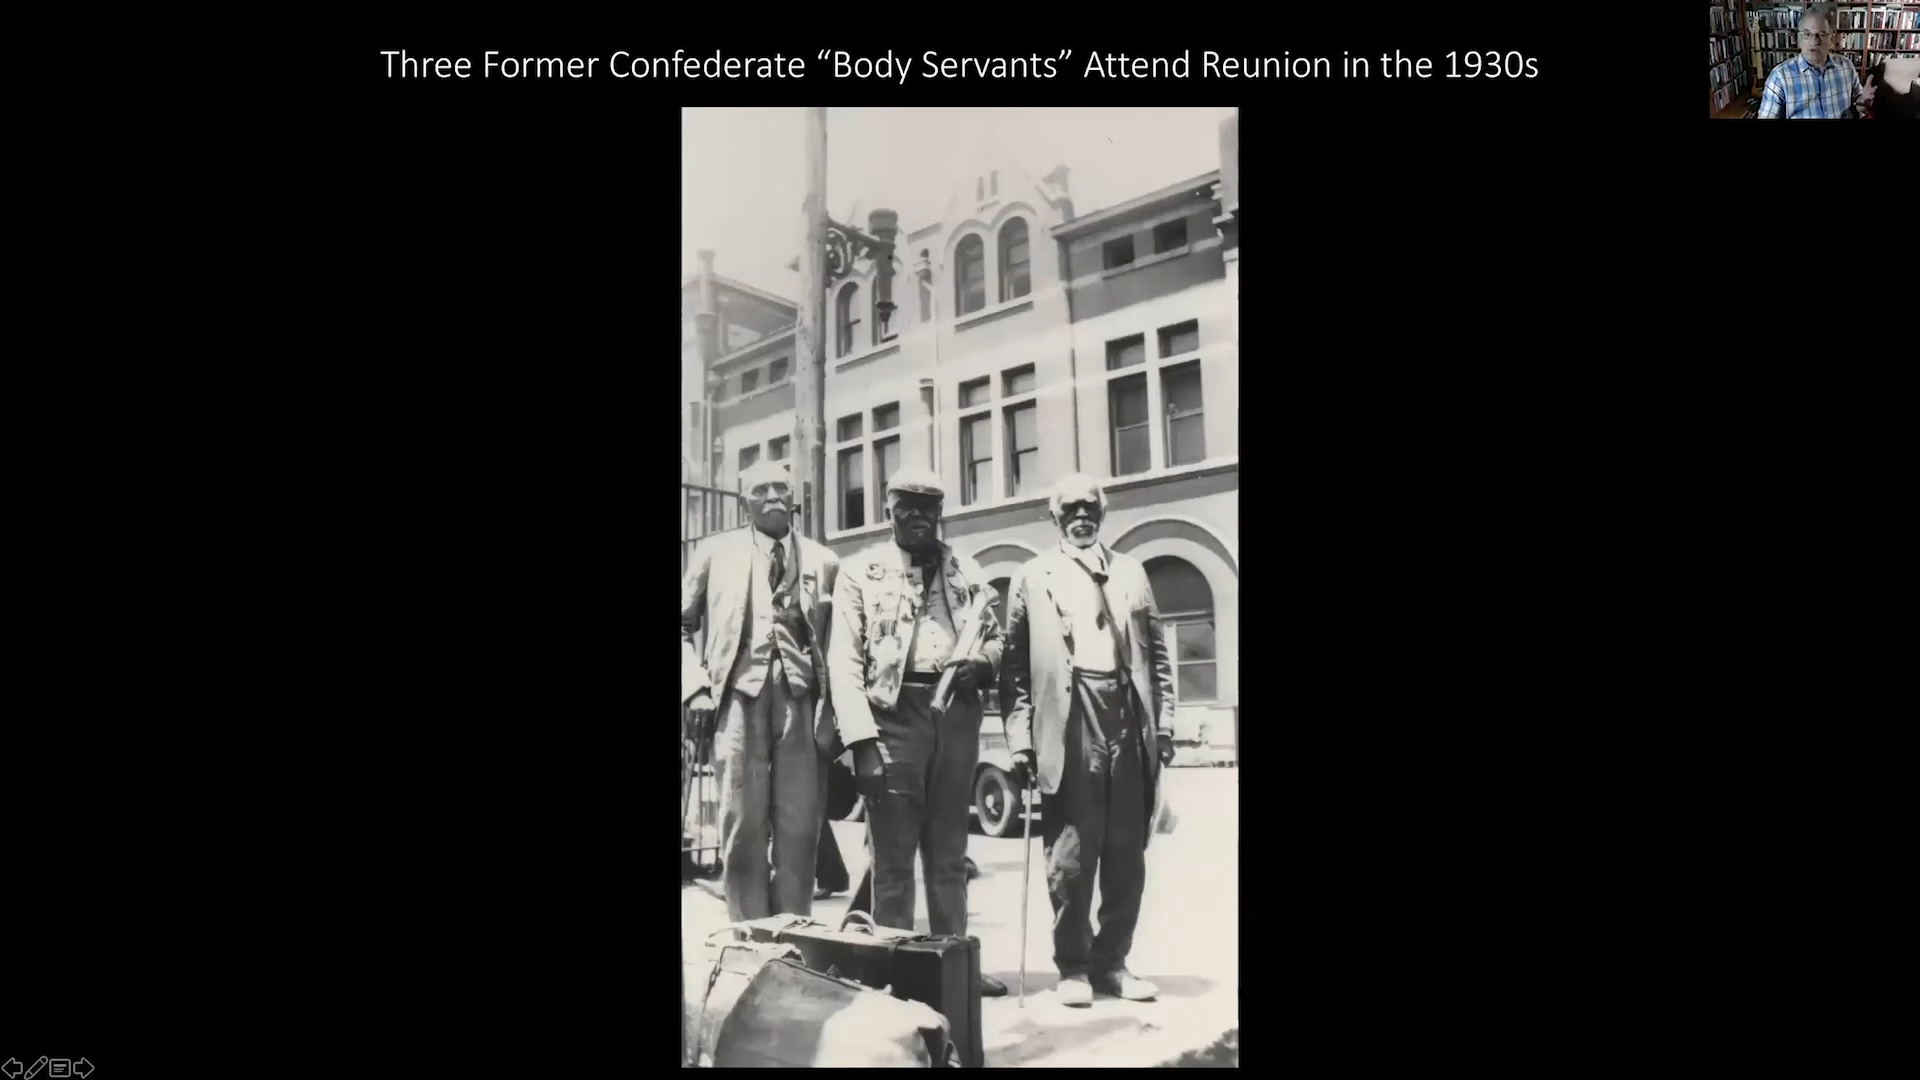 Three Former Confederate “Body Servants” Attend Reunion in the 1930s